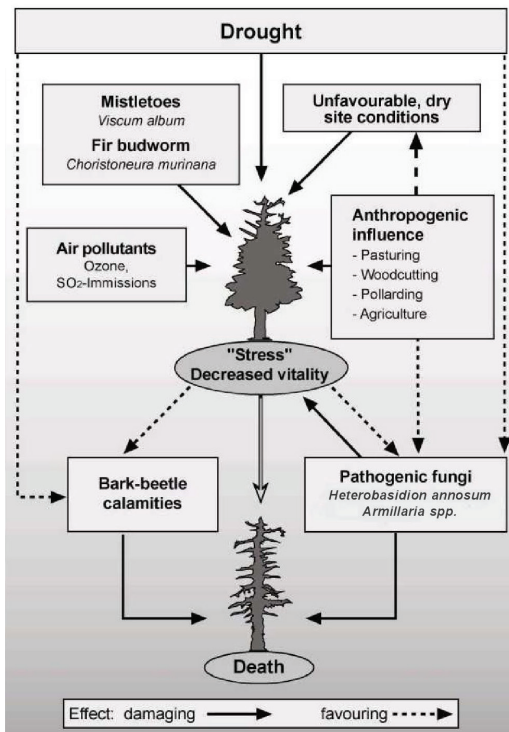 Drought
Mistletoes
Viscum album
Fir budworm
Choristoneura murinana
Unfavourable, dry
site conditions
Air pollutants
Ozone,
SO2-Immissions
Anthropogenic
influence
- Pasturing
- Woodcutting
- Pollarding
- Agriculture
"Stress"
Decreased vitality
Bark-beetle
calamities
Pathogenic fungi
Heterobasidion annosum
Armillaria spp.
Death
Effect: damaging favouring